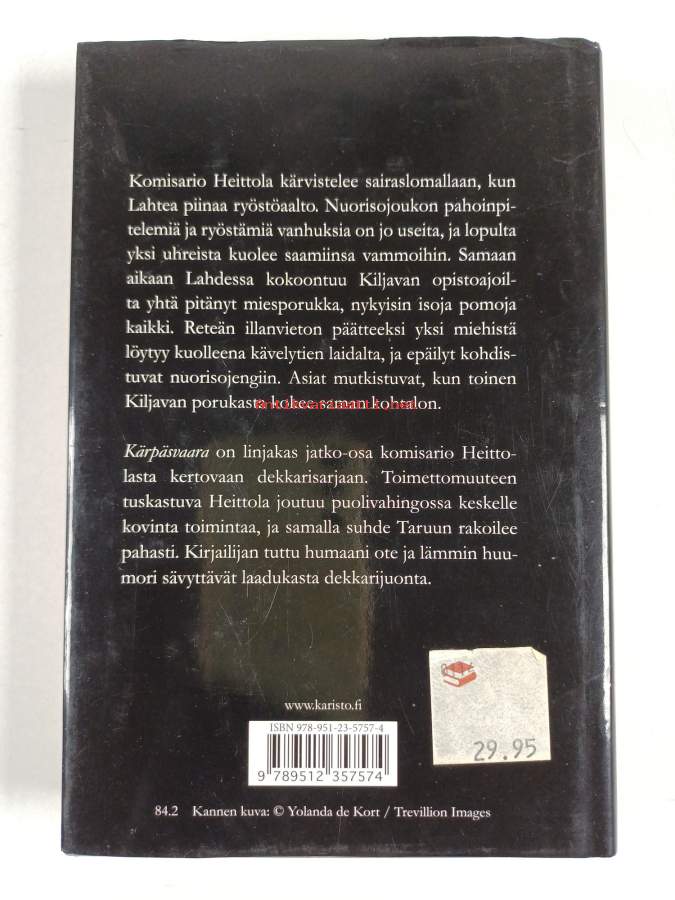 Komisario Heittola kärvistelee sairaslomallaan, kun
Lahtea piinaa ryöstöaalto. Nuorisojoukon pahoinpi-
telemiä ja ryöstämiä vanhuksia on jo useita, ja lopulta
yksi uhreista kuolee saamiinsa vammoihin. Samaan
aikaan Lahdessa kokoontuu Kiljavan opistoajoil-
ta yhtä pitänyt miesporukka, nykyisin isoja pomoja
kaikki. Reteän illanvieton päätteeksi yksi miehistä
löytyy kuolleena kävelytien laidalta, ja epäilyt kohdis-
tuvat nuorisojengiin. Asiat mutkistuvat, kun toinen
Kiljavan porukasta kokee saman kohtalon.
Kärpäsvaara on linjakas jatko-osa komisario Heitto-
lasta kertovaan dekkarisarjaan. Toimettomuuteen
tuskastuva Heittola joutuu puolivahingossa keskelle
kovinta toimintaa, ja samalla suhde Taruun rakoilee
pahasti. Kirjailijan tuttu humaani ote ja lämmin huu-
mori sävyttävät laadukasta dekkarijuonta.
www.karisto.fi
ISBN 978-951-23-5757-4
9 789512 357574
29.95
84.2 Kannen kuva: © Yolanda de Kort / Trevillion Images